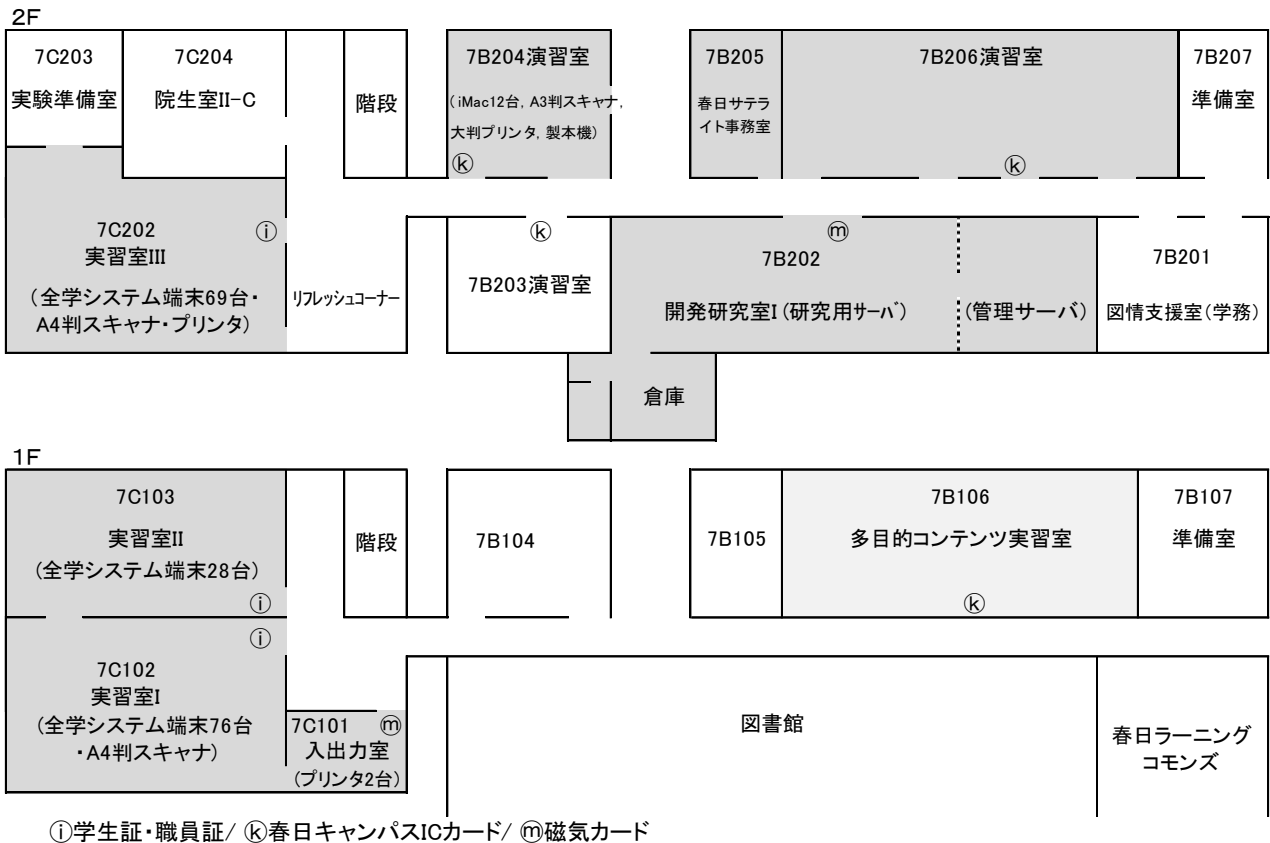 2F
7C203
実験準備室
7C204
院生室II-C
階段
7B204演習室
（iMac12台, A3判スキャナ,
大判プリンタ, 製本機）
ⓚ
7B205
春日サテラ
イト事務室
7B206演習室
ⓚ
7B207
準備室
7C202
ⓘ
実習室III
（全学システム端末69台・
A4判スキャナ・プリンタ）
リフレッシュコーナー
ⓚ
7B203演習室
ⓜ
7B202
開発研究室I（研究用サーバ）
（管理サーバ）
7B201
図情支援室（学務）
倉庫
1F
7C103
実習室II
（全学システム端末28台）
ⓘ
階段
7B104
7B105
7B106
多目的コンテンツ実習室
ⓚ
7B107
準備室
ⓘ
7C102
実習室I
（全学システム端末76台
・A4判スキャナ）
7C101 ⓜ
入出力室
（プリンタ2台）
図書館
春日ラーニング
コモンズ
ⓘ学生証・職員証/ ⓚ春日キャンパスICカード/ ⓜ磁気カード